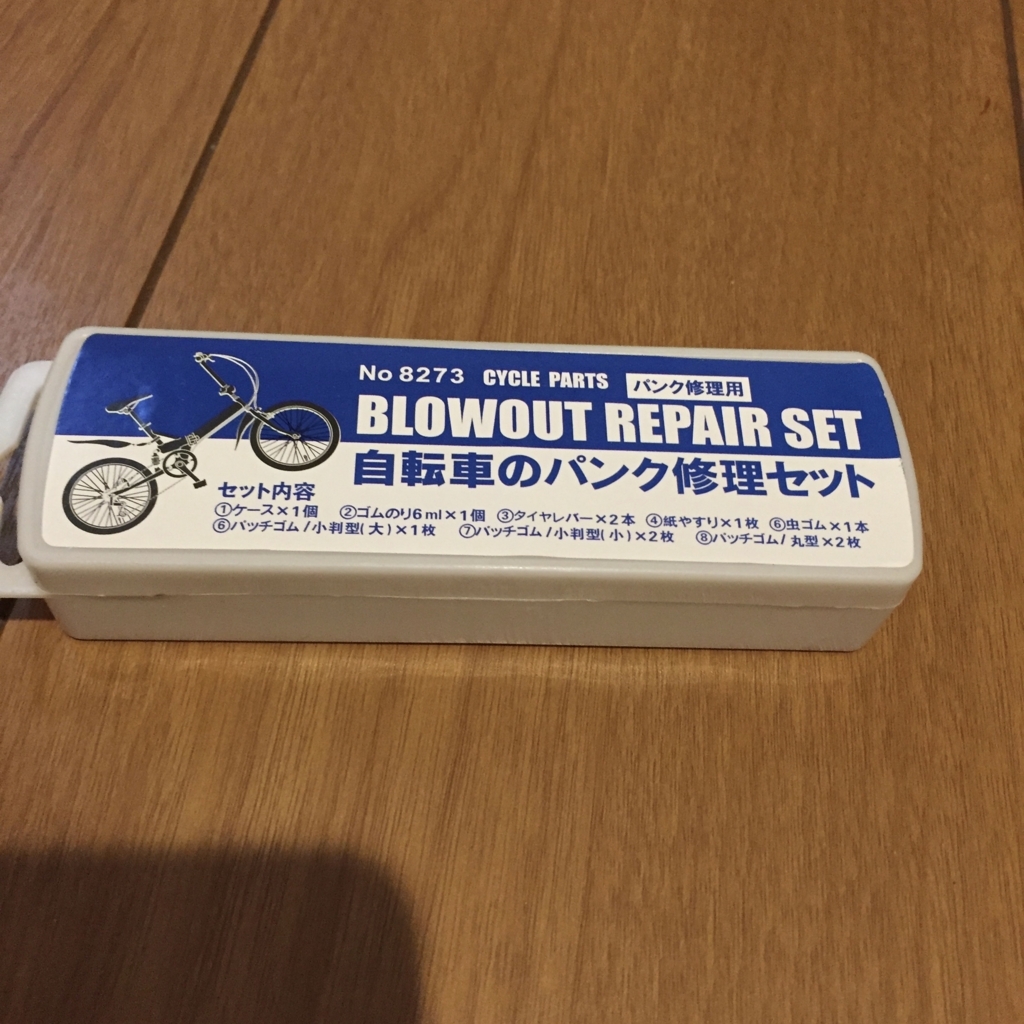 No 8273 CYCLE PARTS パンク修理用
BLOWOUT REPAIR SET
自転車のパンク修理セット
セット内容
①ケース×1個 ②ゴムのり6ml×1個 ③タイヤレバー×2本 ④紙やすり×1枚 ⑥虫ゴム×1本
⑥パッチゴム/小判型(大)×1枚 ⑦パッチゴム/小判型(小)×2枚 ⑧パッチゴム/丸型×2枚